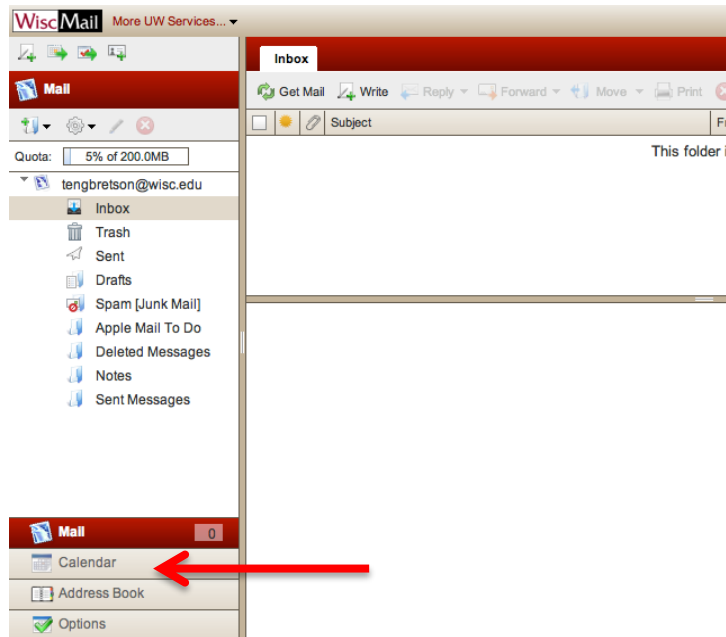 WiscMail More UW Services...
Inbox
Mail
Get Mail Write Reply Forward Move Print
Subject
Quota: 5% of 200.0MB
This folder
tengbretson@wisc.edu
Inbox
Trash
Sent
Drafts
Spam [Junk Mail]
Apple Mail To Do
Deleted Messages
Notes
Sent Messages
Mail 0
Calendar
Address Book
Options